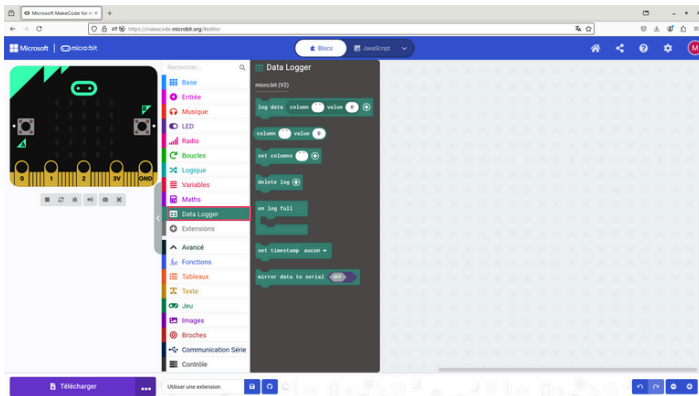 Microsoft MakeCode for
https://makecode.microbit.org/#editor
Microsoft
micro:bit
Blocs
JavaScript
M
0 1 2 3V GND
Rechercher...
Base
Entrée
Musique
LED
Radio
Boucles
Logique
Variables
Maths
Data Logger
Extensions
Avancé
Fonctions
Tableaux
Texte
Jeu
Images
Broches
Communication Série
Contrôle
Data Logger
micro:bit (V2)
log data column " " value 0
column " " value 0
set columns " "
delete log
on log full
set timestamp aucun
mirror data to serial
Télécharger
Utiliser une extension